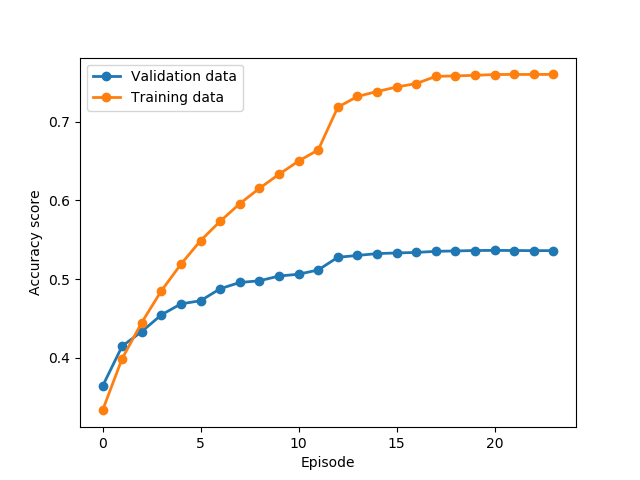 Validation data
Training data
0.7
0.6
0.5
0.4
Accuracy score
0 5 10 15 20
Episode